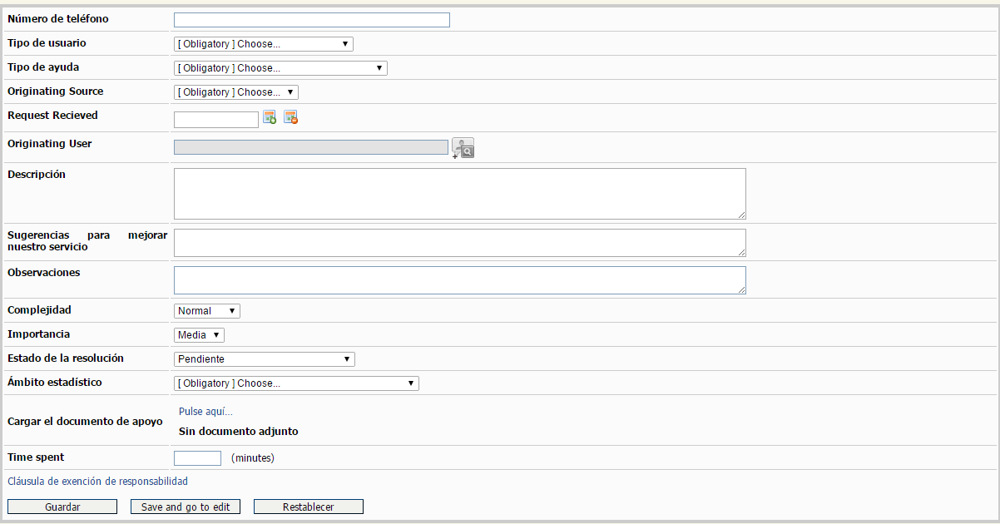 Número de teléfono
Tipo de usuario [ Obligatory ] Choose...
Tipo de ayuda [ Obligatory ] Choose...
Originating Source [ Obligatory ] Choose...
Request Recieved
Originating User
Descripción
Sugerencias para mejorar
nuestro servicio
Observaciones
Complejidad Normal
Importancia Media
Estado de la resolución Pendiente
Ámbito estadístico [ Obligatory ] Choose...
Pulse aquí...
Cargar el documento de apoyo
Sin documento adjunto
Time spent (minutes)
Cláusula de exención de responsabilidad
Guardar Save and go to edit Restablecer